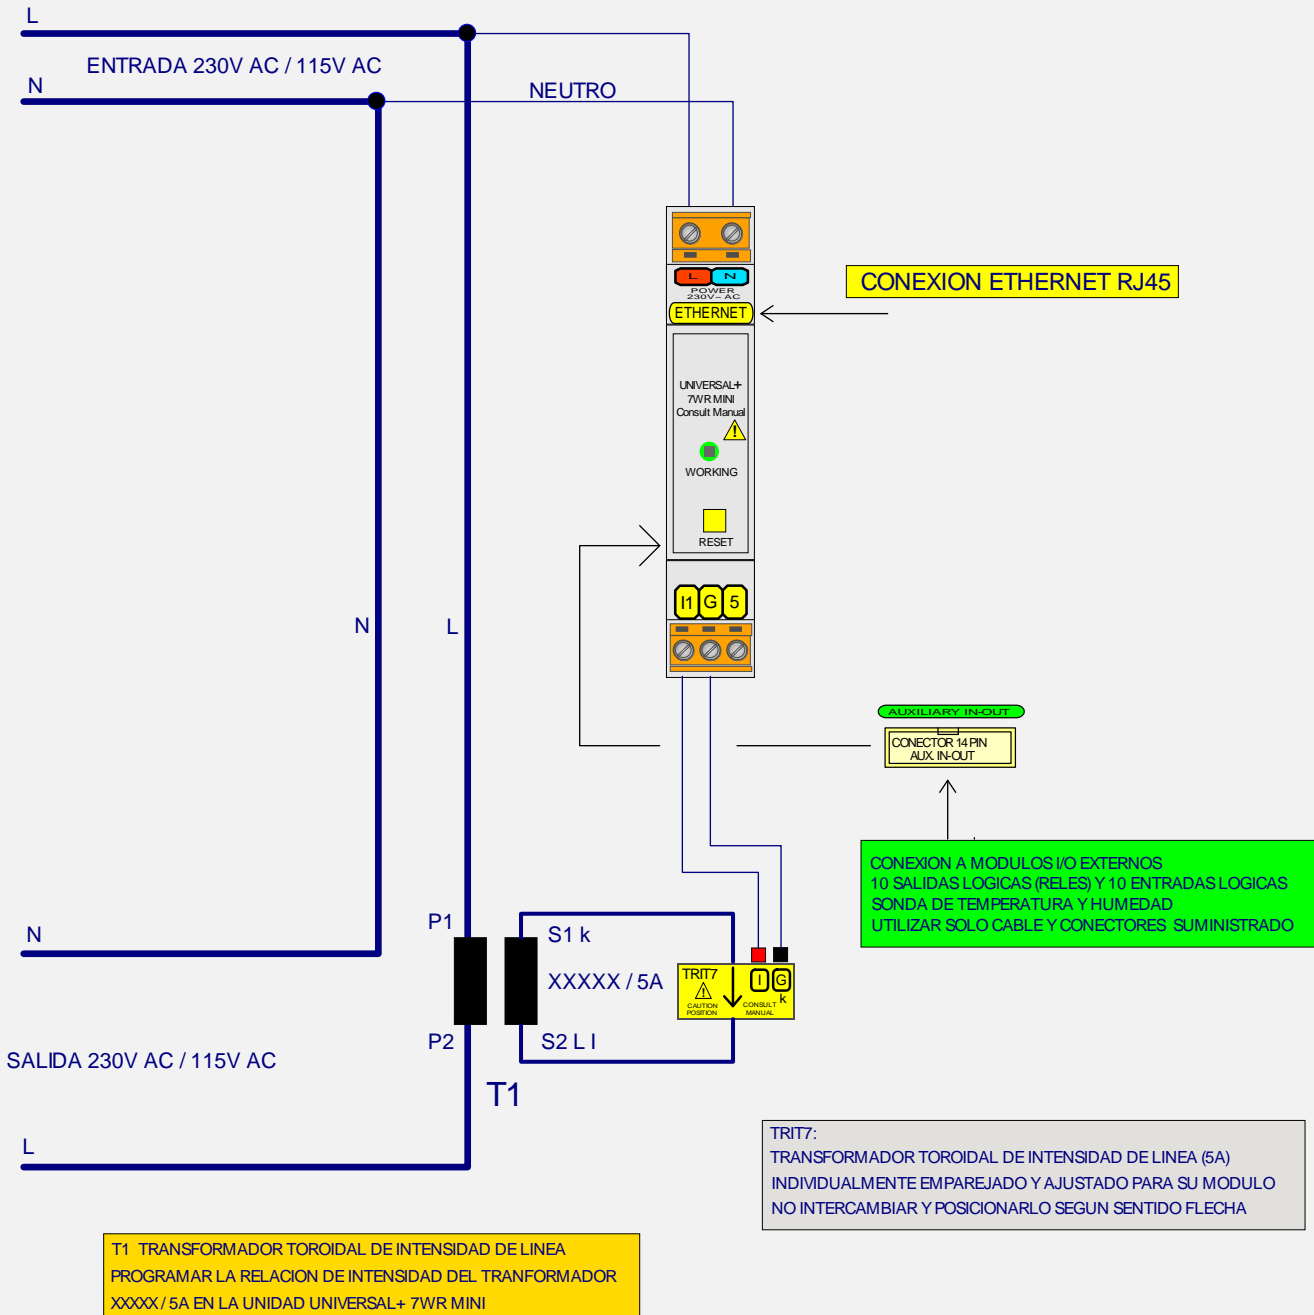 L
ENTRADA 230V AC / 115V AC
N
NEUTRO
L N
POWER
230V~ AC
ETHERNET
CONEXION ETHERNET RJ45
UNIVERSAL+
7WR MINI
Consult Manual
WORKING
RESET
I1 G 5
N
L
AUXILIARY IN-OUT
CONECTOR 14 PIN
AUX. IN-OUT
CONEXION A MODULOS I/O EXTERNOS
10 SALIDAS LOGICAS (RELES) Y 10 ENTRADAS LOGICAS
SONDA DE TEMPERATURA Y HUMEDAD
UTILIZAR SOLO CABLE Y CONECTORES SUMINISTRADO
N
P1
S1 k
XXXXX / 5A
TRIT7
CAUTION
POSITION
CONSULT
MANUAL
I G
k
P2
S2 L I
SALIDA 230V AC / 115V AC
T1
L
TRIT7:
TRANSFORMADOR TOROIDAL DE INTENSIDAD DE LINEA (5A)
INDIVIDUALMENTE EMPAREJADO Y AJUSTADO PARA SU MODULO
NO INTERCAMBIAR Y POSICIONARLO SEGUN SENTIDO FLECHA
T1 TRANSFORMADOR TOROIDAL DE INTENSIDAD DE LINEA
PROGRAMAR LA RELACION DE INTENSIDAD DEL TRANFORMADOR
XXXXX / 5A EN LA UNIDAD UNIVERSAL+ 7WR MINI